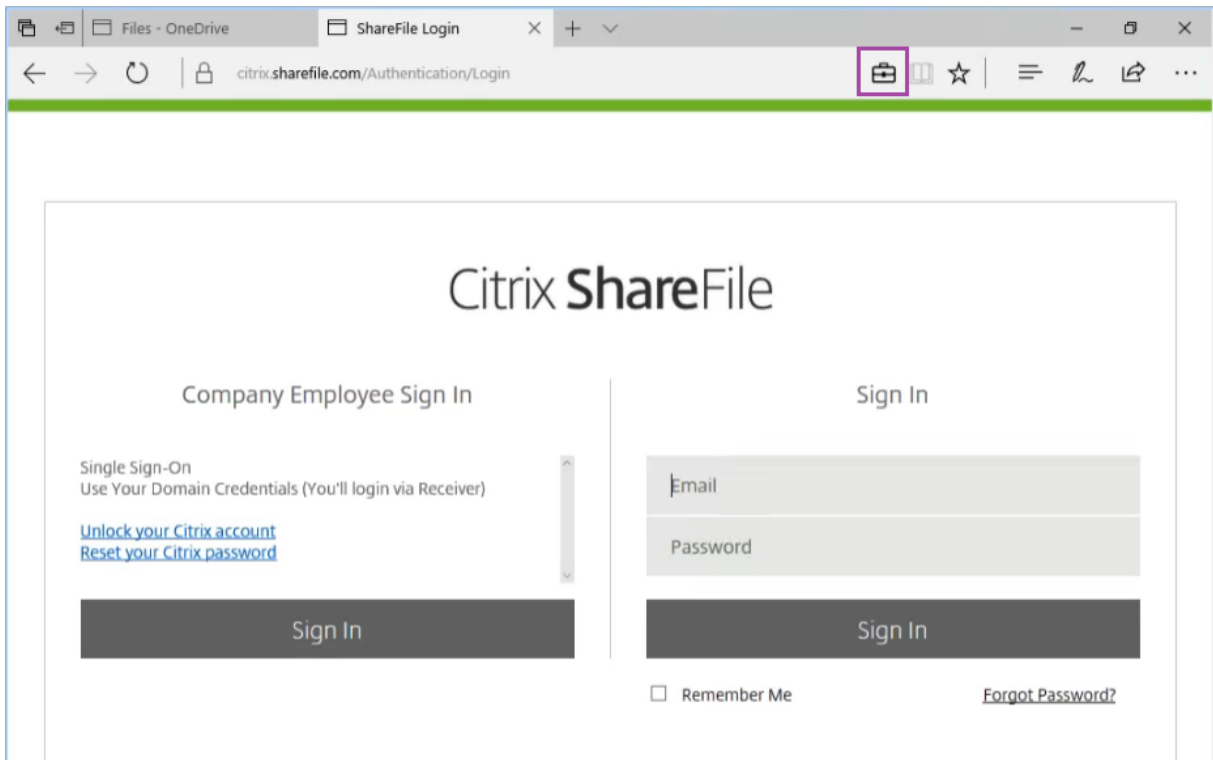 Files - OneDrive
ShareFile Login
citrix.sharefile.com/Authentication/Login
Citrix ShareFile
Company Employee Sign In
Single Sign-On
Use Your Domain Credentials (You'll login via Receiver)
Unlock your Citrix account
Reset your Citrix password
Sign In
Sign In
Email
Password
Sign In
Remember Me
Forgot Password?